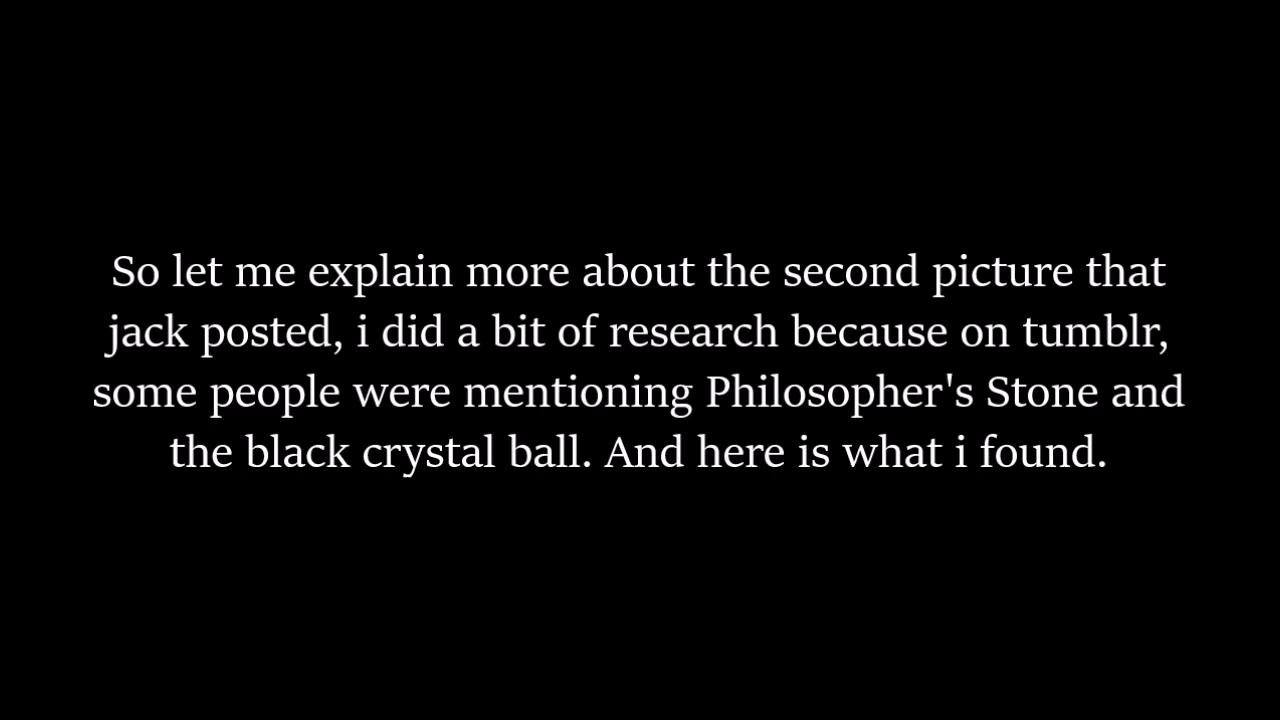 So let me explain more about the second picture that
jack posted, i did a bit of research because on tumblr,
some people were mentioning Philosopher's Stone and
the black crystal ball. And here is what i found.